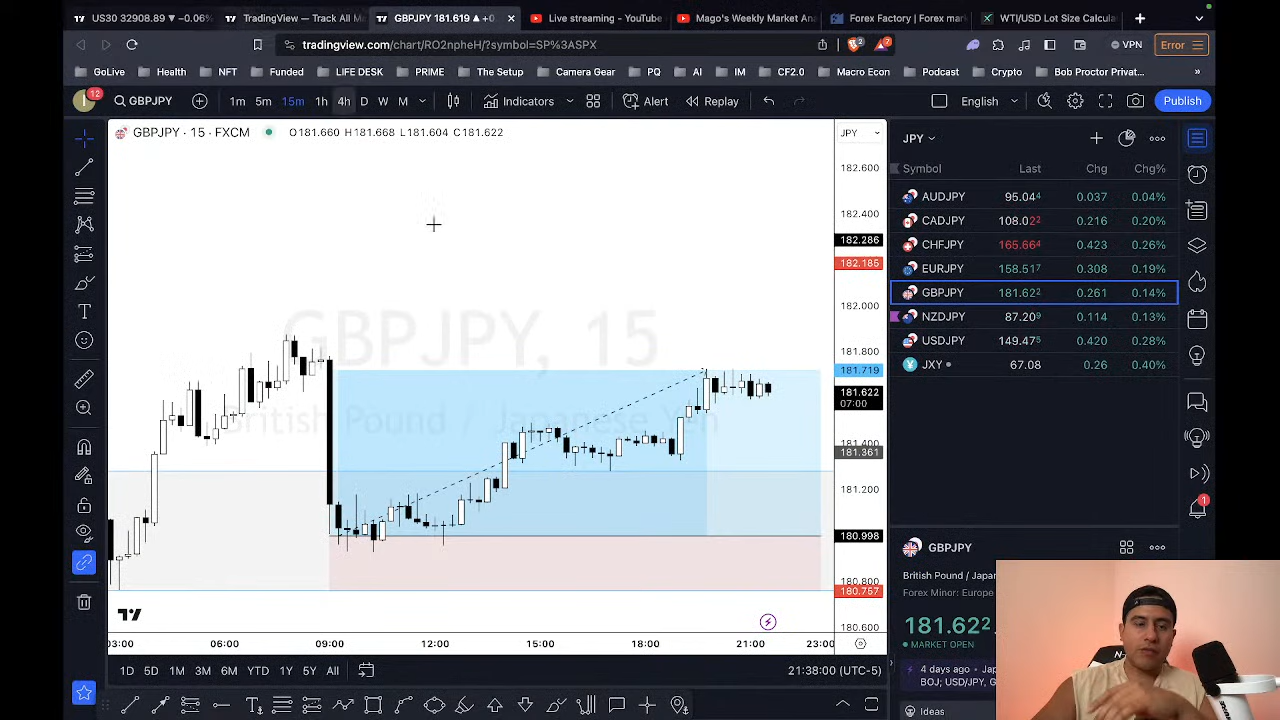 US30 32908.89 ▼ −0.06%
TradingView — Track All M
GBPJPY 181.619 ▲ +0.
Live streaming - YouTube
Mago's Weekly Market An
Forex Factory | Forex mark
WTI/USD Lot Size Calcula
tradingview.com/chart/RO2npheH/?symbol=SP%3ASPX
2
7
VPN
Error
GoLive
Health
NFT
Funded
LIFE DESK
PRIME
The Setup
Camera Gear
PQ
AI
IM
CF2.0
Macro Econ
Podcast
Crypto
Bob Proctor Privat...
»
I
12
GBPJPY
1m 5m 15m 1h 4h D W M
Indicators
Alert
Replay
English
Publish
GBPJPY · 15 · FXCM
O181.660 H181.668 L181.604 C181.622
JPY
182.600
182.400
182.286
182.185
182.000
181.800
181.719
181.622
07:00
181.400
181.361
181.200
180.998
180.800
180.757
180.600
GBPJPY, 15
British Pound / Japanese Yen
03:00 06:00 09:00 12:00 15:00 18:00 21:00 23:00
1D 5D 1M 3M 6M YTD 1Y 5Y All
21:38:00 (UTC-5)
JPY
Symbol Last Chg Chg%
AUDJPY 95.044 0.037 0.04%
CADJPY 108.022 0.216 0.20%
CHFJPY 165.664 0.423 0.26%
EURJPY 158.517 0.308 0.19%
GBPJPY 181.622 0.261 0.14%
NZDJPY 87.209 0.114 0.13%
USDJPY 149.475 0.420 0.28%
JXY 67.08 0.26 0.40%
1
GBPJPY
British Pound / Japan
Forex Minor: Europe
181.622
MARKET OPEN
4 days ago · Jap
BOJ; USD/JPY,
Ideas